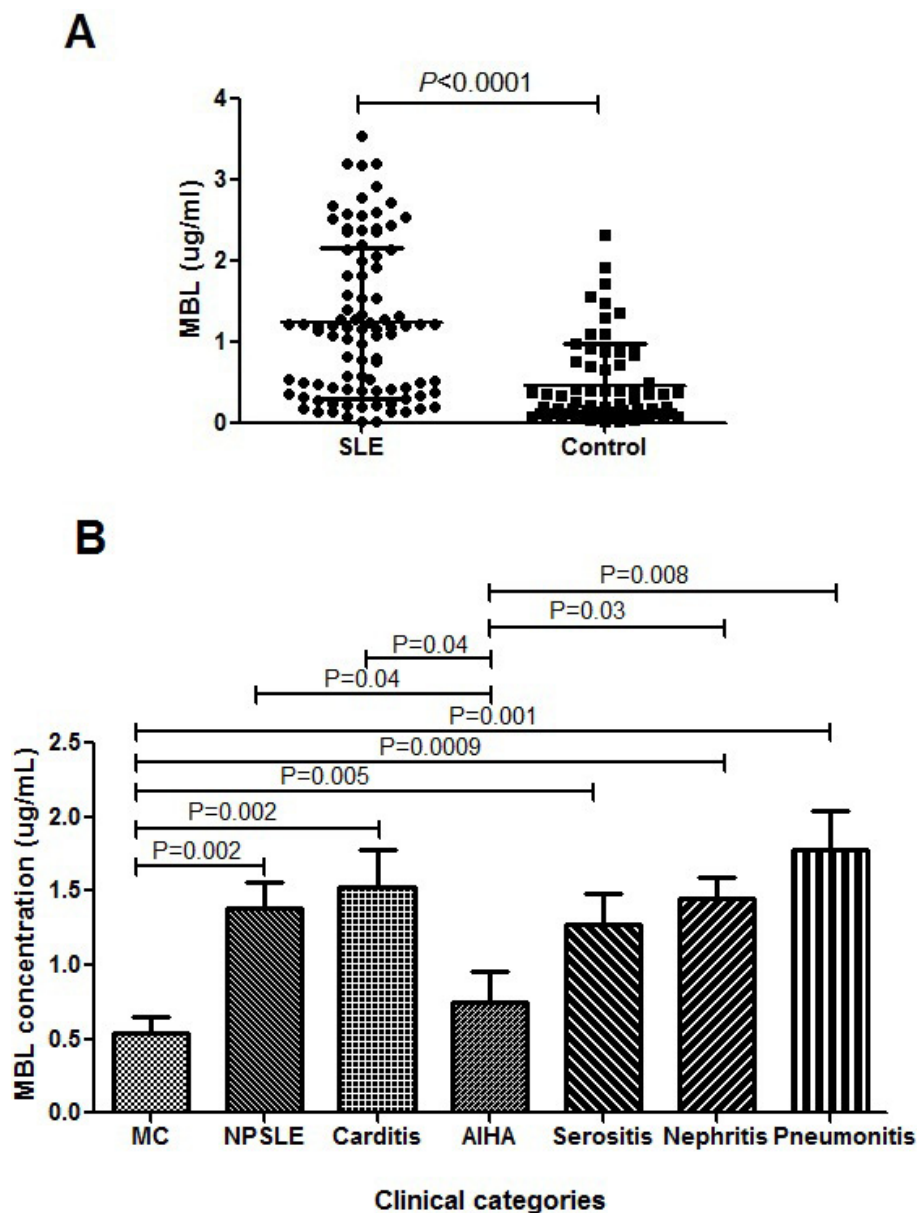 A
P<0.0001
4
3
2
1
0
MBL (ug/ml)
SLE Control
B
P=0.008
P=0.03
P=0.04
P=0.04
P=0.001
P=0.0009
P=0.005
P=0.002
P=0.002
2.5
2.0
1.5
1.0
0.5
0.0
MBL concentration (ug/mL)
MC NPSLE Carditis AIHA Serositis Nephritis Pneumonitis
Clinical categories